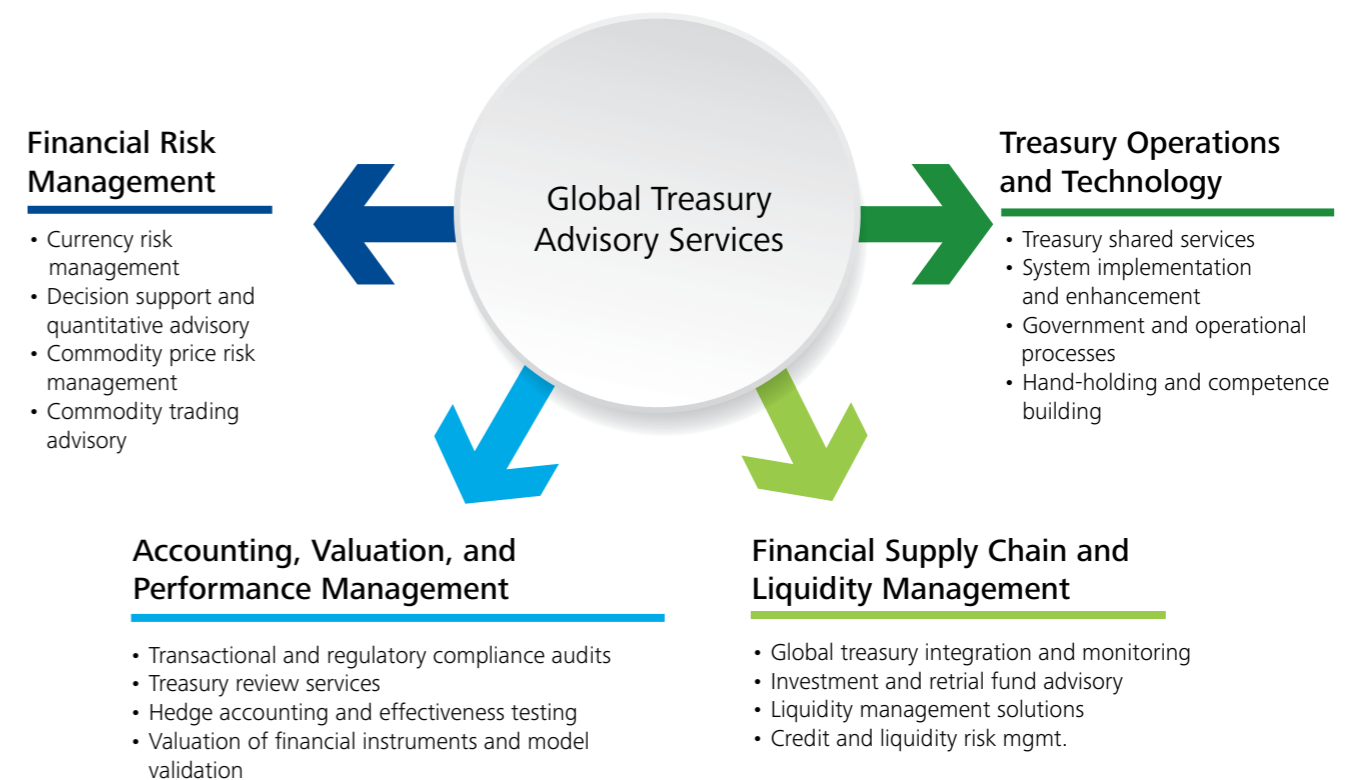 Global Treasury
Advisory Services
Financial Risk
Management
• Currency risk
management
• Decision support and
quantitative advisory
• Commodity price risk
management
• Commodity trading
advisory
Treasury Operations
and Technology
• Treasury shared services
• System implementation
and enhancement
• Government and operational
processes
• Hand-holding and competence
building
Accounting, Valuation, and
Performance Management
• Transactional and regulatory compliance audits
• Treasury review services
• Hedge accounting and effectiveness testing
• Valuation of financial instruments and model
validation
Financial Supply Chain and
Liquidity Management
• Global treasury integration and monitoring
• Investment and retrial fund advisory
• Liquidity management solutions
• Credit and liquidity risk mgmt.